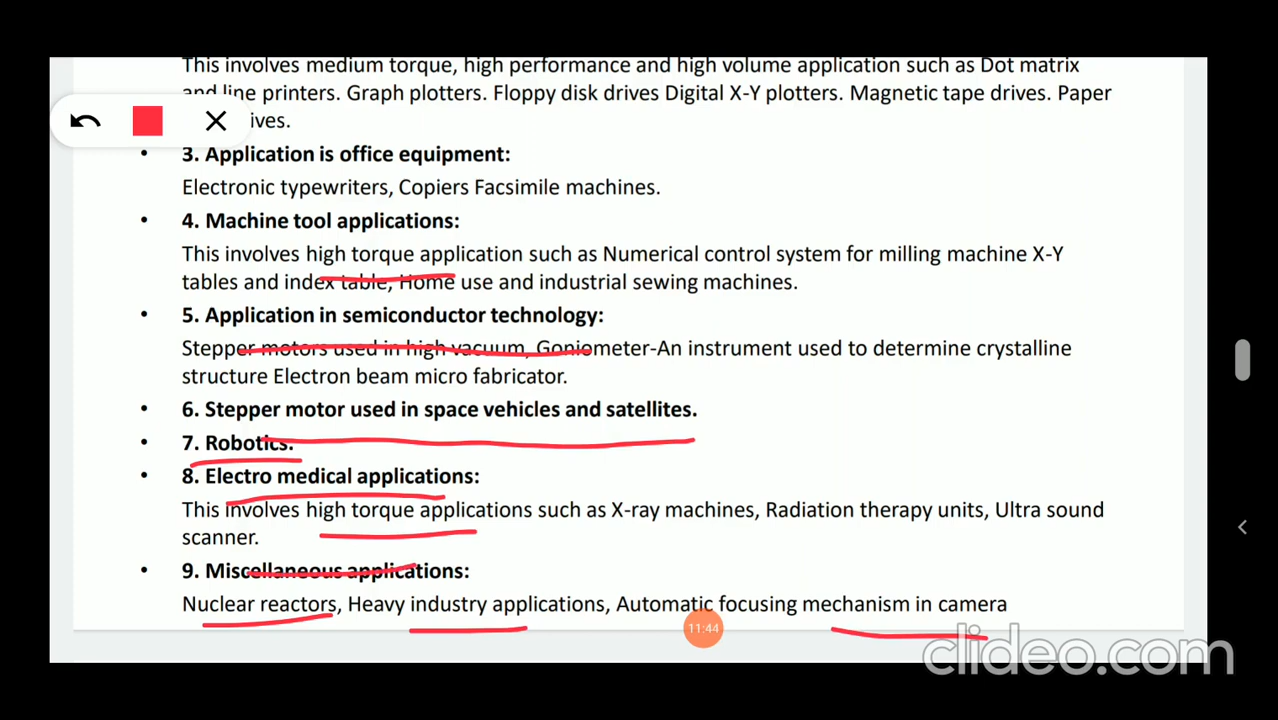 This involves medium torque, high performance and high volume application such as Dot matrix
and line printers. Graph plotters. Floppy disk drives Digital X-Y plotters. Magnetic tape drives. Paper
ives.
• 3. Application is office equipment:
Electronic typewriters, Copiers Facsimile machines.
• 4. Machine tool applications:
This involves high torque application such as Numerical control system for milling machine X-Y
tables and index table, Home use and industrial sewing machines.
• 5. Application in semiconductor technology:
Stepper motors used in high vacuum, Goniometer-An instrument used to determine crystalline
structure Electron beam micro fabricator.
• 6. Stepper motor used in space vehicles and satellites.
• 7. Robotics.
• 8. Electro medical applications:
This involves high torque applications such as X-ray machines, Radiation therapy units, Ultra sound
scanner.
• 9. Miscellaneous applications:
Nuclear reactors, Heavy industry applications, Automatic focusing mechanism in camera
11:44
clideo.com